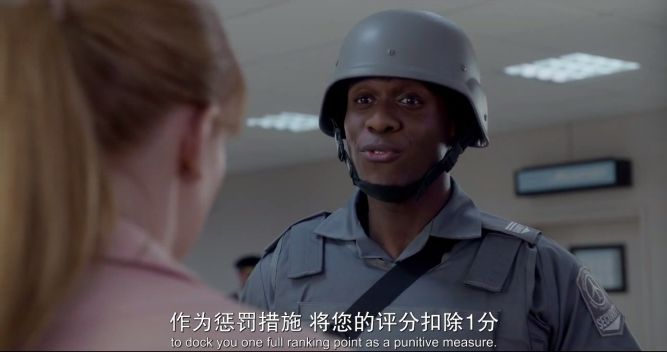 作为惩罚措施 将您的评分扣除1分
to dock you one full ranking point as a punitive measure.